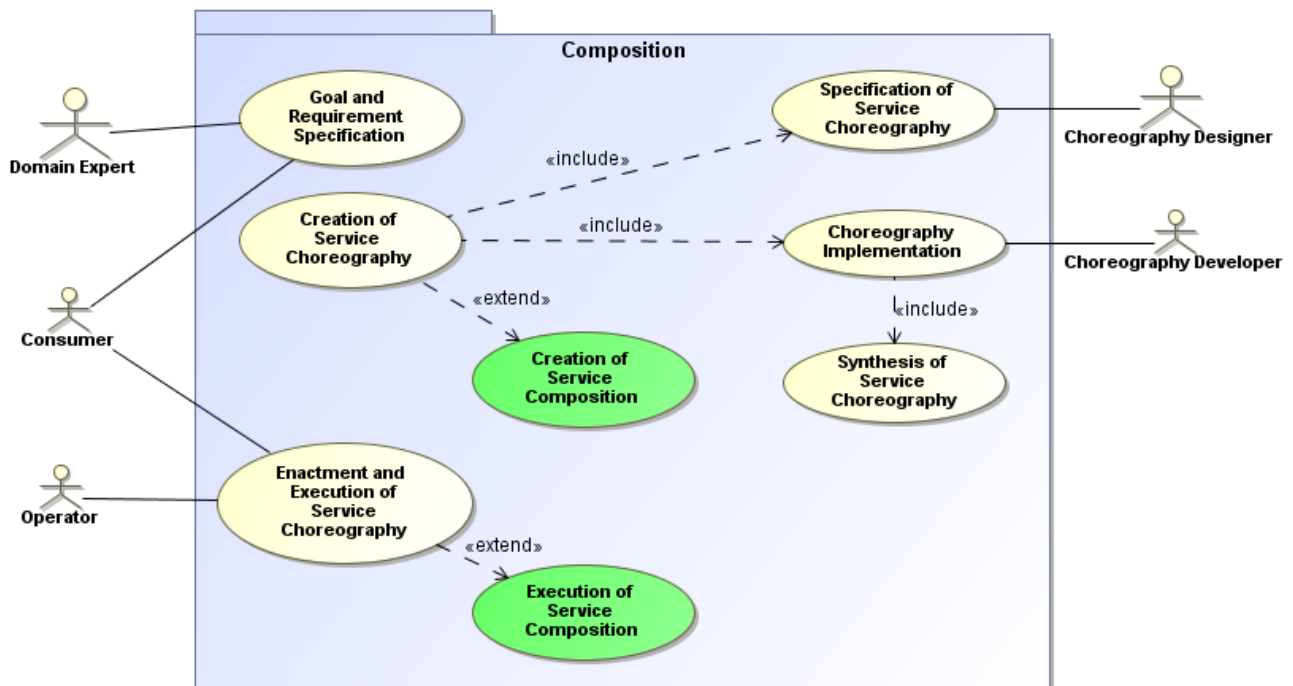 Composition
Goal and
Requirement
Specification
Specification of
Service
Choreography
Domain Expert
Choreography Designer
«include»
Creation of
Service
Choreography
«include»
Choreography
Implementation
Choreography Developer
«extend»
«include»
Consumer
Creation of
Service
Composition
Synthesis of
Service
Choreography
Enactment and
Execution of
Service
Choreography
Operator
«extend»
Execution of
Service
Composition